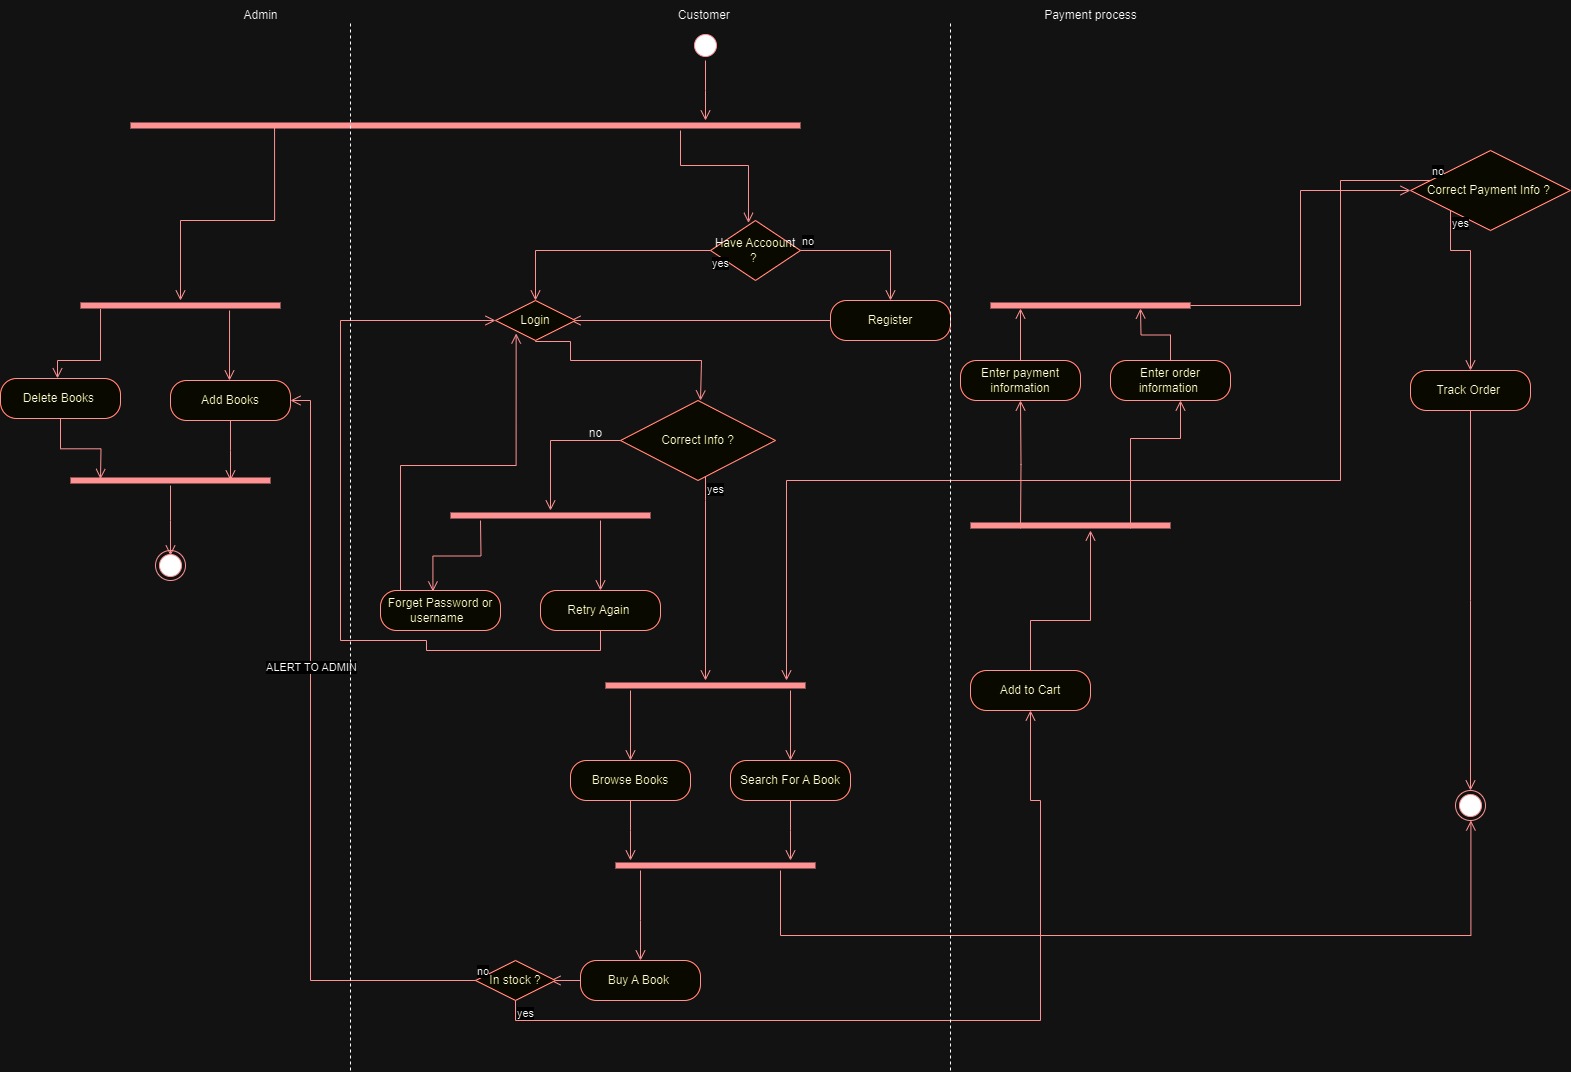 Admin
Customer
Payment process
no
Correct Payment Info ?
yes
Have Accoount
?
no
yes
Login
Register
Enter payment
information
Enter order
information
Delete Books
Add Books
Track Order
no
Correct Info ?
yes
Forget Password or
username
Retry Again
ALERT TO ADMIN
Add to Cart
Browse Books
Search For A Book
no
In stock ?
Buy A Book
yes